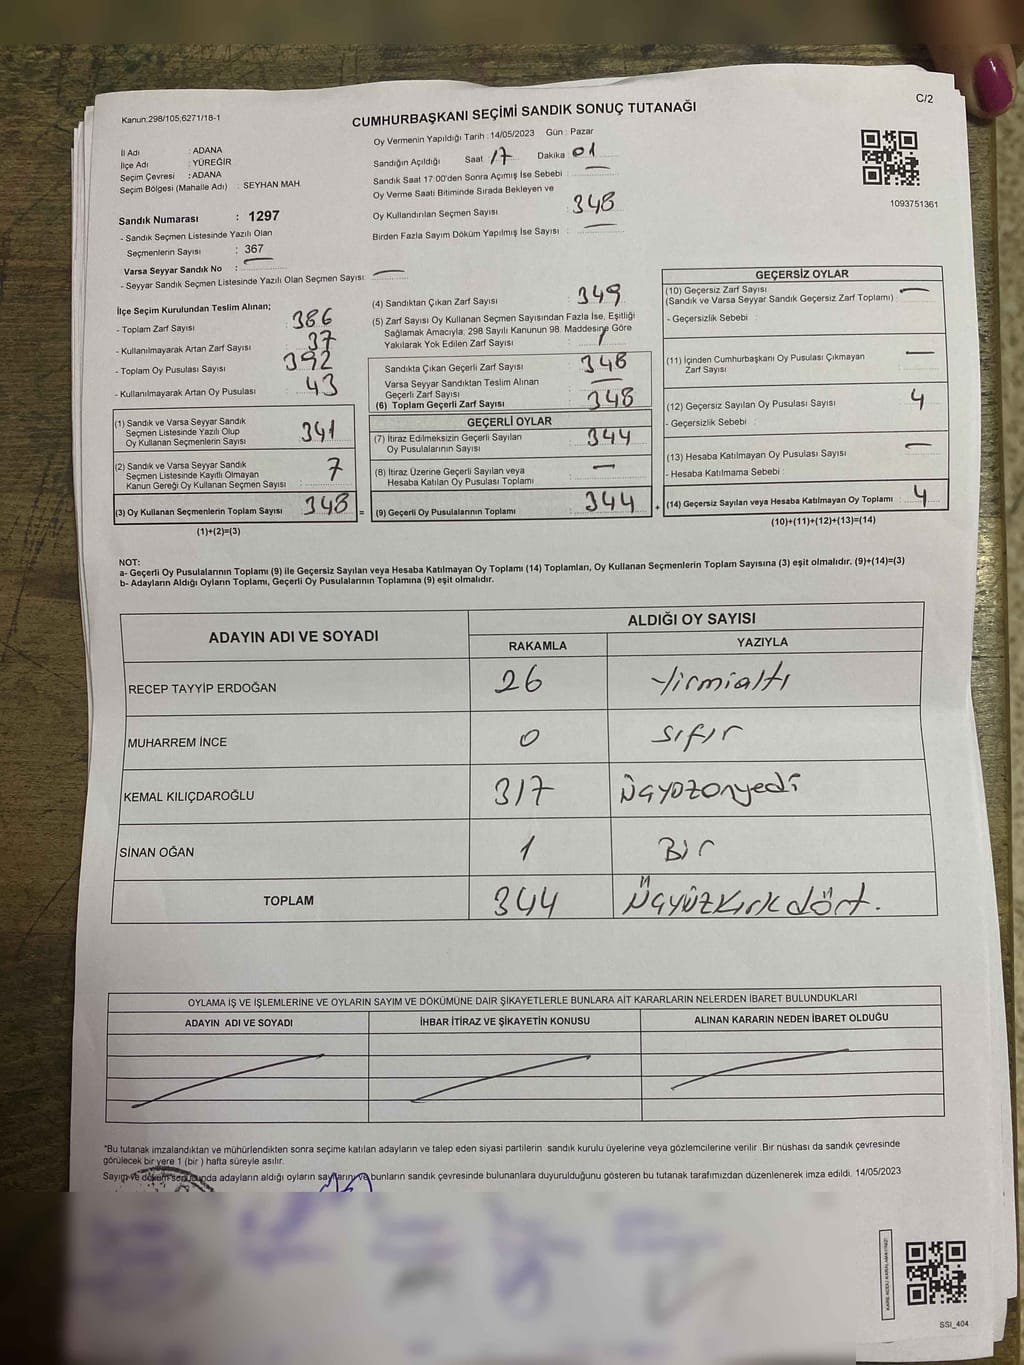 Kanun:298/105,6271/18-1
C/2
CUMHURBAŞKANI SEÇİMİ SANDIK SONUÇ TUTANAĞI
Oy Vermenin Yapıldığı Tarih : 14/05/2023 Gün : Pazar
İl Adı : ADANA
İlçe Adı : YÜREĞİR
Seçim Çevresi : ADANA
Seçim Bölgesi (Mahalle Adı) : SEYHAN MAH
Sandığın Açıldığı Saat : 17 Dakika : 01
Sandık Saat 17:00'den Sonra Açımış İse Sebebi : —
Oy Verme Saati Bitiminde Sırada Bekleyen ve
Oy Kullandırılan Seçmen Sayısı : 348
Birden Fazla Sayım Döküm Yapılmış İse Sayısı : —
1093751361
Sandık Numarası : 1297
- Sandık Seçmen Listesinde Yazılı Olan
Seçmenlerin Sayısı : 367
Varsa Seyyar Sandık No : —
- Seyyar Sandık Seçmen Listesinde Yazılı Olan Seçmen Sayısı: —
İlçe Seçim Kurulundan Teslim Alınan;
- Toplam Zarf Sayısı : 386
- Kullanılmayarak Artan Zarf Sayısı : 37
- Toplam Oy Pusulası Sayısı : 392
- Kullanılmayarak Artan Oy Pusulası : 43
(1) Sandık ve Varsa Seyyar Sandık
Seçmen Listesinde Yazılı Olup
Oy Kullanan Seçmenlerin Sayısı : 341
(2) Sandık ve Varsa Seyyar Sandık
Seçmen Listesinde Kayıtlı Olmayan
Kanun Gereği Oy Kullanan Seçmen Sayısı : 7
(3) Oy Kullanan Seçmenlerin Toplam Sayısı : 348 =
(1)+(2)=(3)
(4) Sandıktan Çıkan Zarf Sayısı : 349
(5) Zarf Sayısı Oy Kullanan Seçmen Sayısından Fazla İse, Eşitliği
Sağlamak Amacıyla; 298 Sayılı Kanunun 98. Maddesine Göre
Yakılarak Yok Edilen Zarf Sayısı : 1
Sandıkta Çıkan Geçerli Zarf Sayısı : 348
Varsa Seyyar Sandıktan Teslim Alınan
Geçerli Zarf Sayısı : —
(6) Toplam Geçerli Zarf Sayısı : 348
GEÇERLİ OYLAR
(7) İtiraz Edilmeksizin Geçerli Sayılan
Oy Pusulalarının Sayısı : 344
(8) İtiraz Üzerine Geçerli Sayılan veya
Hesaba Katılan Oy Pusulası Toplamı : —
(9) Geçerli Oy Pusulalarının Toplamı : 344 +
GEÇERSİZ OYLAR
(10) Geçersiz Zarf Sayısı
(Sandık ve Varsa Seyyar Sandık Geçersiz Zarf Toplamı) : —
- Geçersizlik Sebebi :
(11) İçinden Cumhurbaşkanı Oy Pusulası Çıkmayan
Zarf Sayısı : —
(12) Geçersiz Sayılan Oy Pusulası Sayısı : 4
- Geçersizlik Sebebi :
(13) Hesaba Katılmayan Oy Pusulası Sayısı : —
- Hesaba Katılmama Sebebi :
(14) Geçersiz Sayılan veya Hesaba Katılmayan Oy Toplamı : 4
(10)+(11)+(12)+(13)=(14)
NOT:
a- Geçerli Oy Pusulalarının Toplamı (9) ile Geçersiz Sayılan veya Hesaba Katılmayan Oy Toplamı (14) Toplamları, Oy Kullanan Seçmenlerin Toplam Sayısına (3) eşit olmalıdır. (9)+(14)=(3)
b- Adayların Aldığı Oyların Toplamı, Geçerli Oy Pusulalarının Toplamına (9) eşit olmalıdır.
ADAYIN ADI VE SOYADI ALDIĞI OY SAYISI
RAKAMLA YAZIYLA
RECEP TAYYİP ERDOĞAN 26 Yirmialtı
MUHARREM İNCE 0 Sıfır
KEMAL KILIÇDAROĞLU 317 Üçyüzonyedi
SİNAN OĞAN 1 Bir
TOPLAM 344 Üçyüzkırkdört.
OYLAMA İŞ VE İŞLEMLERİNE VE OYLARIN SAYIM VE DÖKÜMÜNE DAİR ŞİKAYETLERLE BUNLARA AİT KARARLARIN NELERDEN İBARET BULUNDUKLARI
ADAYIN ADI VE SOYADI İHBAR İTİRAZ VE ŞİKAYETİN KONUSU ALINAN KARARIN NEDEN İBARET OLDUĞU
*Bu tutanak imzalandıktan ve mühürlendikten sonra seçime katılan adayların ve talep eden siyasi partilerin sandık kurulu üyelerine veya gözlemcilerine verilir. Bir nüshası da sandık çevresinde
görülecek bir yere 1 (bir ) hafta süreyle asılır.
Sayım ve döküm sonucunda adayların aldığı oyların sayılarını ve bunların sandık çevresinde bulunanlara duyurulduğunu gösteren bu tutanak tarafımızdan düzenlenerek imza edildi. 14/05/2023
SSI_404